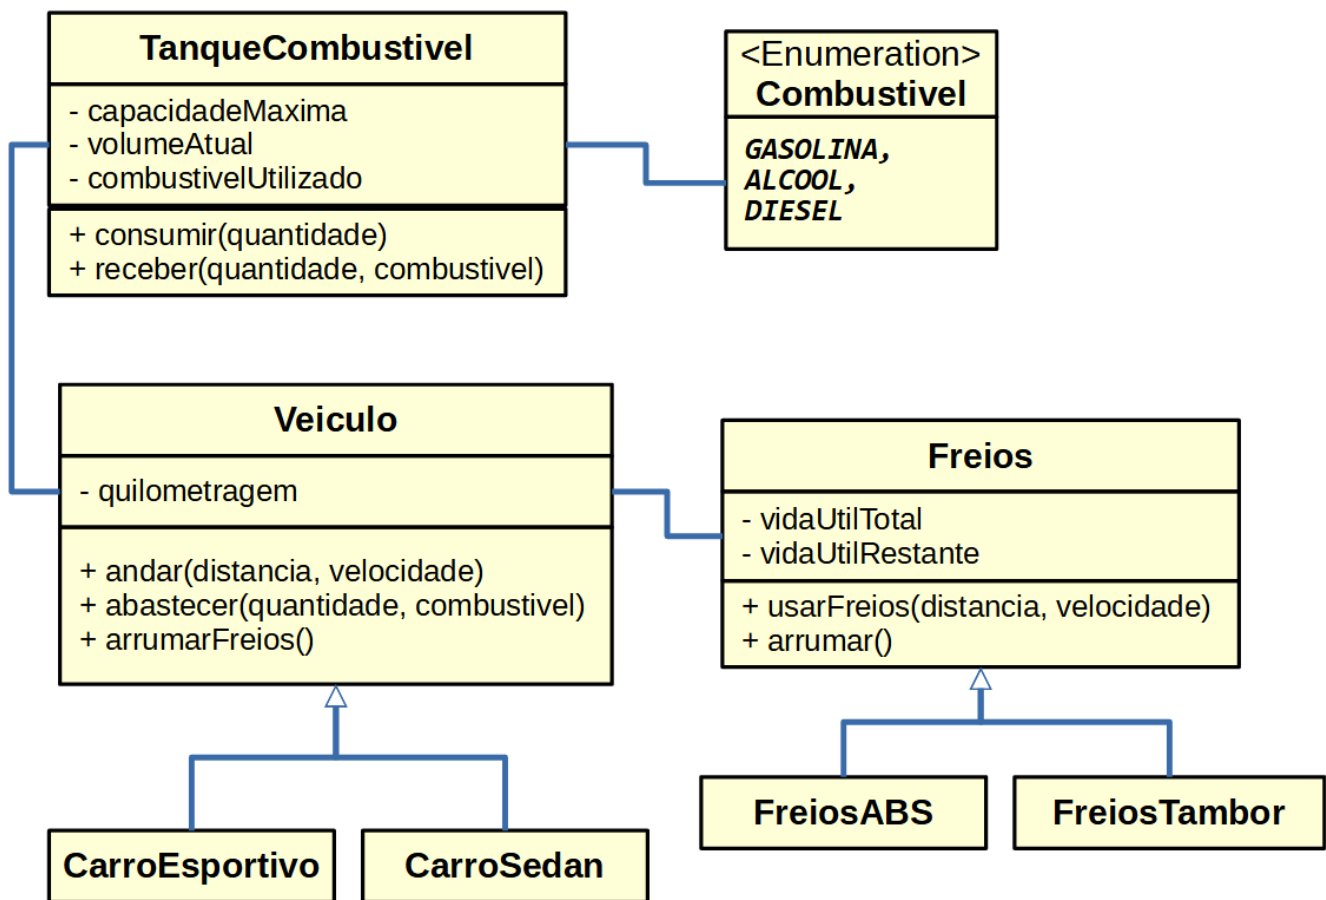 TanqueCombustivel
- capacidadeMaxima
- volumeAtual
- combustivelUtilizado
+ consumir(quantidade)
+ receber(quantidade, combustivel)
<Enumeration>
Combustivel
GASOLINA,
ALCOOL,
DIESEL
Veiculo
- quilometragem
+ andar(distancia, velocidade)
+ abastecer(quantidade, combustivel)
+ arrumarFreios()
Freios
- vidaUtilTotal
- vidaUtilRestante
+ usarFreios(distancia, velocidade)
+ arrumar()
CarroEsportivo
CarroSedan
FreiosABS
FreiosTambor